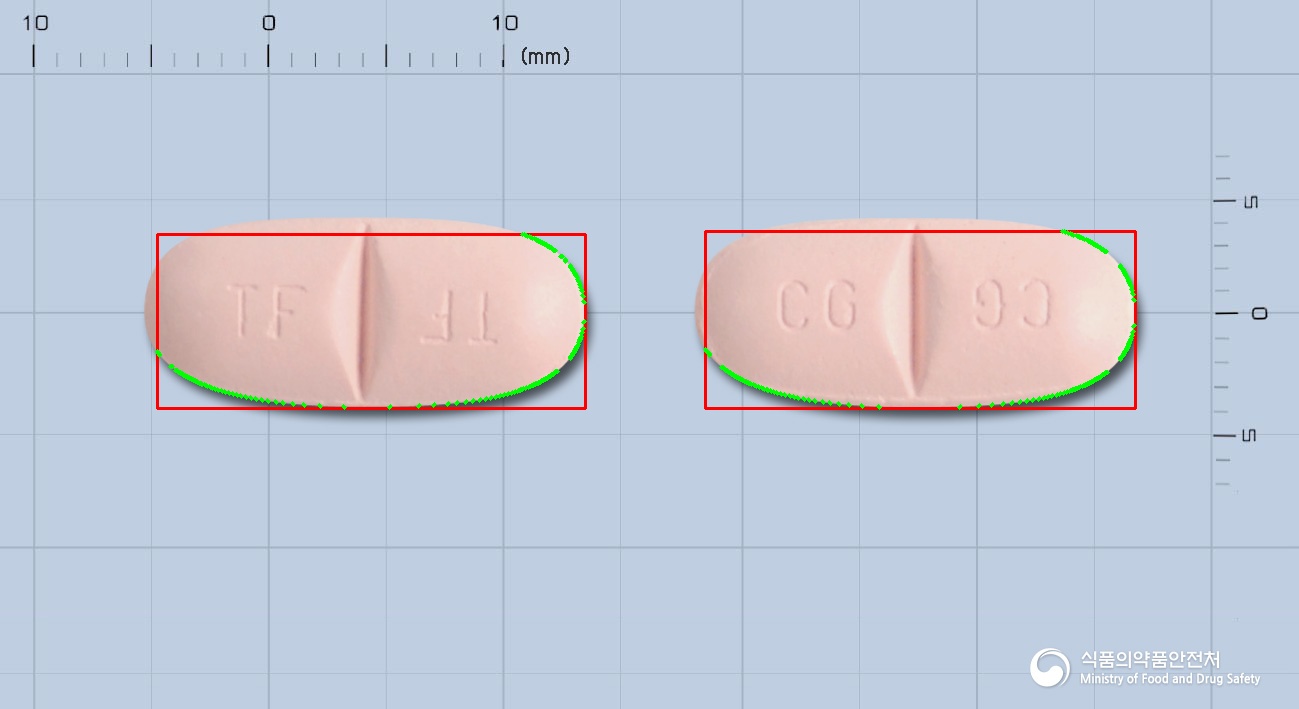 10 0 10
(mm)
TF TF
CG CG
5
0
5
식품의약품안전처
Ministry of Food and Drug Safety